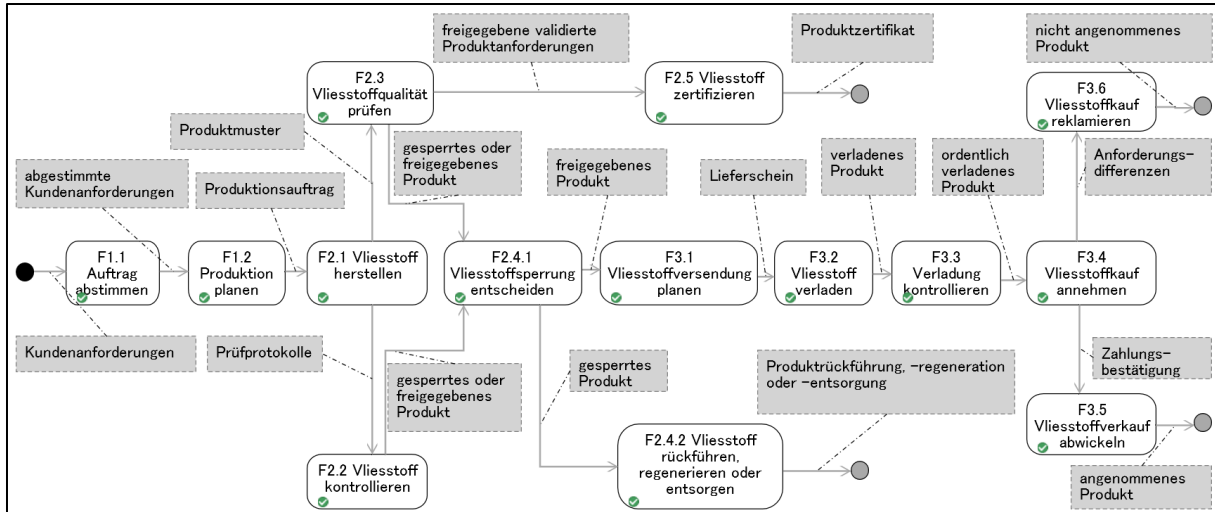 freigegebene validierte
Produktanforderungen
Produktzertifikat
nicht angenommenes
Produkt
F2.3
Vliesstoffqualität
prüfen
F2.5 Vliesstoff
zertifizieren
F3.6
Vliesstoffkauf
reklamieren
Produktmuster
gesperrtes oder
freigegebenes
Produkt
freigegebenes
Produkt
Lieferschein
verladenes
Produkt
ordentlich
verladenes
Produkt
Anforderungs-
differenzen
abgestimmte
Kundenanforderungen
Produktionsauftrag
F1.1
Auftrag
abstimmen
F1.2
Produktion
planen
F2.1 Vliesstoff
herstellen
F2.4.1
Vliesstoffsperrung
entscheiden
F3.1
Vliesstoffversendung
planen
F3.2
Vliesstoff
verladen
F3.3
Verladung
kontrollieren
F3.4
Vliesstoffkauf
annehmen
Kundenanforderungen
Prüfprotokolle
gesperrtes oder
freigegebenes
Produkt
gesperrtes
Produkt
Produktrückführung, -regeneration
oder -entsorgung
Zahlungs-
bestätigung
F2.2 Vliesstoff
kontrollieren
F2.4.2 Vliesstoff
rückführen,
regenerieren oder
entsorgen
F3.5
Vliesstoffverkauf
abwickeln
angenommenes
Produkt